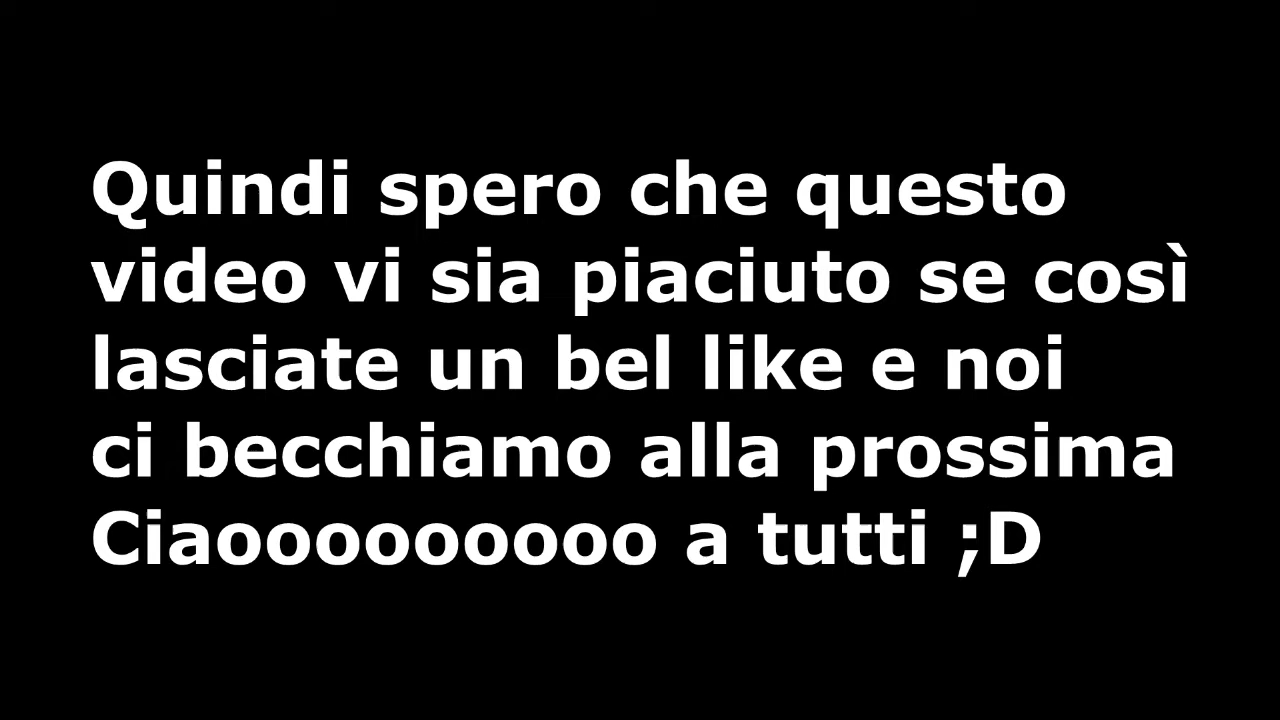 Quindi spero che questo
video vi sia piaciuto se così
lasciate un bel like e noi
ci becchiamo alla prossima
Ciaoooooooooo a tutti ;D